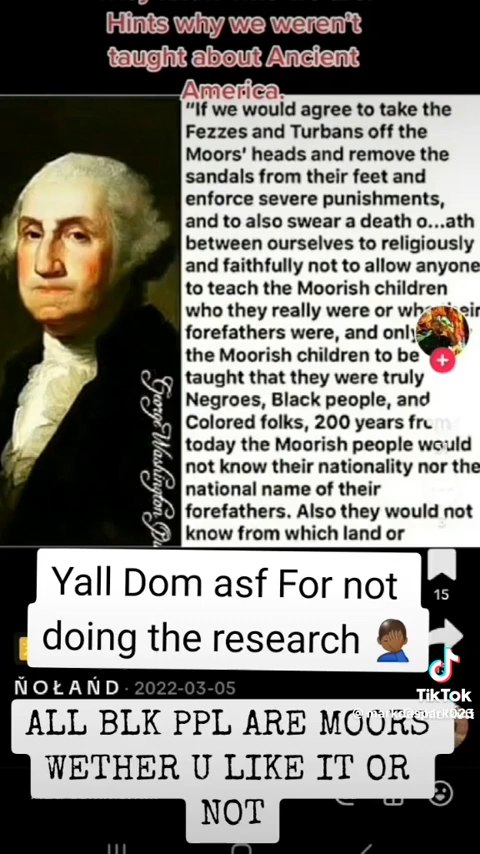 Hints why we weren't
taught about Ancient
America.
"If we would agree to take the
Fezzes and Turbans off the
Moors' heads and remove the
sandals from their feet and
enforce severe punishments,
and to also swear a death o...ath
between ourselves to religiously
and faithfully not to allow anyone
to teach the Moorish children
who they really were or who their
forefathers were, and only
the Moorish children to be
taught that they were truly
Negroes, Black people, and
Colored folks, 200 years from
today the Moorish people would
not know their nationality nor the
national name of their
forefathers. Also they would not
know from which land or
George Washington
Yall Dom asf For not
doing the research 🤦🏾‍♂️
15
ÑOŁAŃD · 2022-03-05
TikTok
ALL BLK PPL ARE MOORS
WETHER U LIKE IT OR
NOT